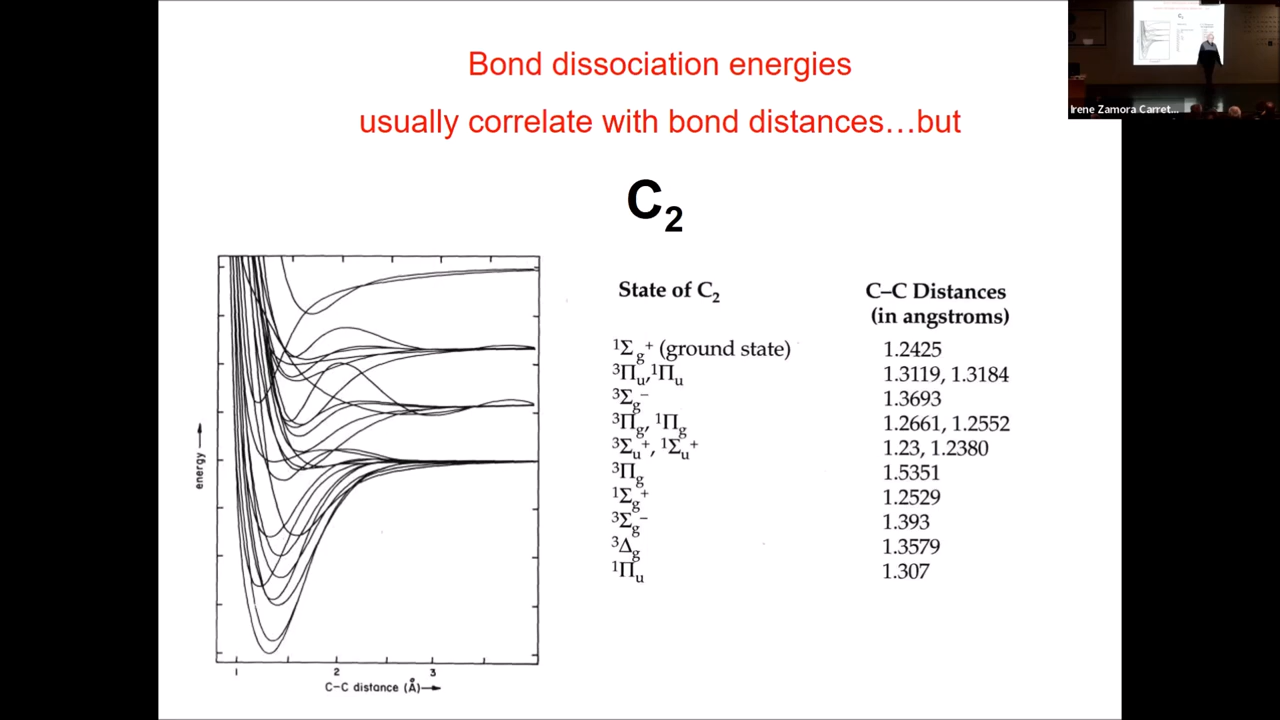 Bond dissociation energies
usually correlate with bond distances…but
C₂
State of C₂
C–C Distances
(in angstroms)
¹Σg⁺ (ground state) 1.2425
³Πu,¹Πu 1.3119, 1.3184
³Σg⁻ 1.3693
³Πg, ¹Πg 1.2661, 1.2552
³Σu⁺, ¹Σu⁺ 1.23, 1.2380
³Πg 1.5351
¹Σg⁺ 1.2529
³Σg⁻ 1.393
³Δg 1.3579
¹Πu 1.307
energy →
1 2 3
C–C distance (Å) →
Irene Zamora Carret...